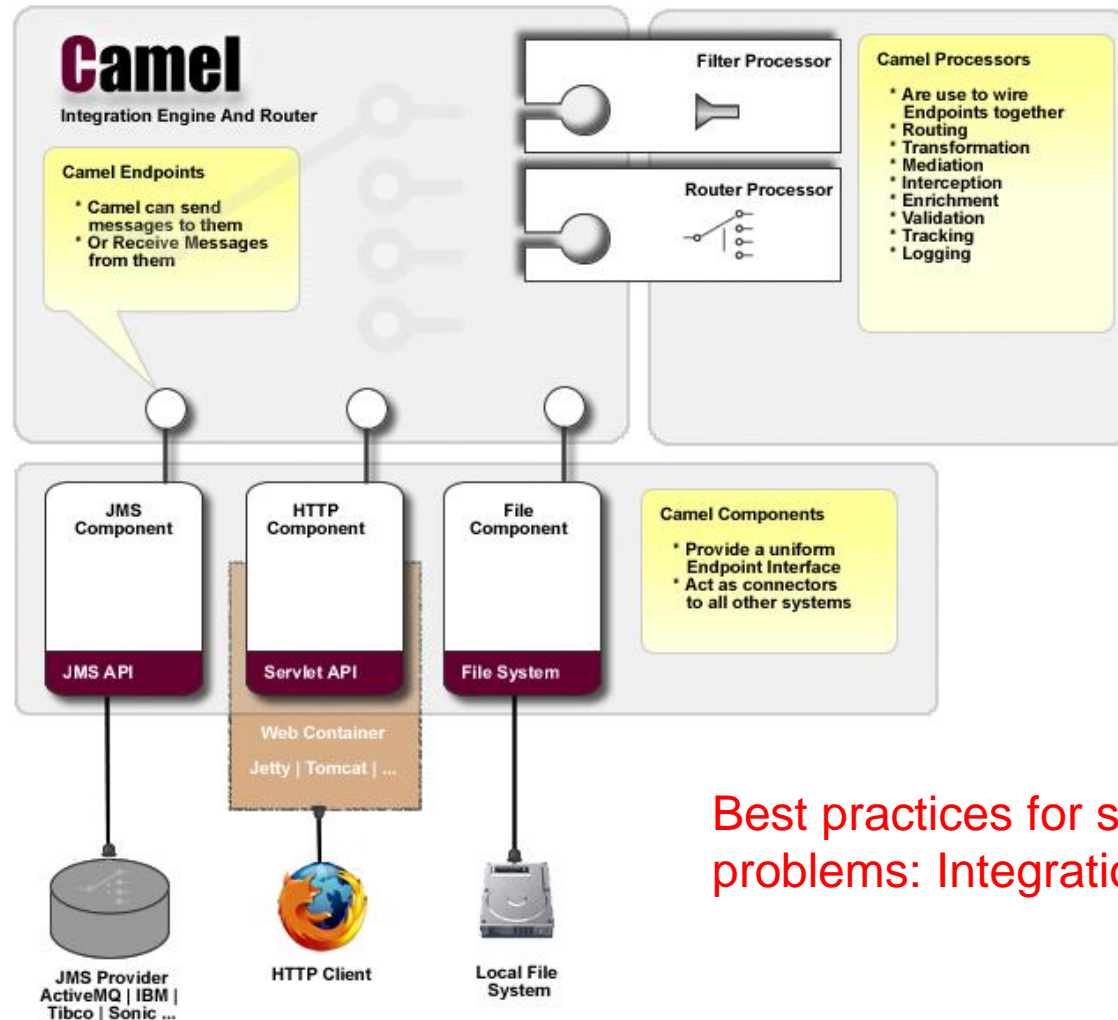 Camel
Integration Engine And Router
Camel Endpoints
* Camel can send
messages to them
* Or Receive Messages
from them
Filter Processor
Router Processor
Camel Processors
* Are use to wire
Endpoints together
* Routing
* Transformation
* Mediation
* Interception
* Enrichment
* Validation
* Tracking
* Logging
JMS
Component
JMS API
HTTP
Component
Servlet API
File
Component
File System
Camel Components
* Provide a uniform
Endpoint Interface
* Act as connectors
to all other systems
Web Container
Jetty | Tomcat | ...
JMS Provider
ActiveMQ | IBM |
Tibco | Sonic ...
HTTP Client
Local File
System
Best practices for
problems: